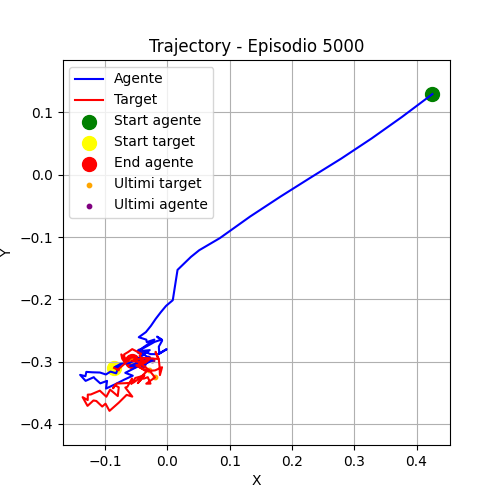 Trajectory - Episodio 5000
Agente
Target
Start agente
Start target
End agente
Ultimi target
Ultimi agente
0.1
0.0
−0.1
−0.2
−0.3
−0.4
Y
−0.1
0.0
0.1
0.2
0.3
0.4
X